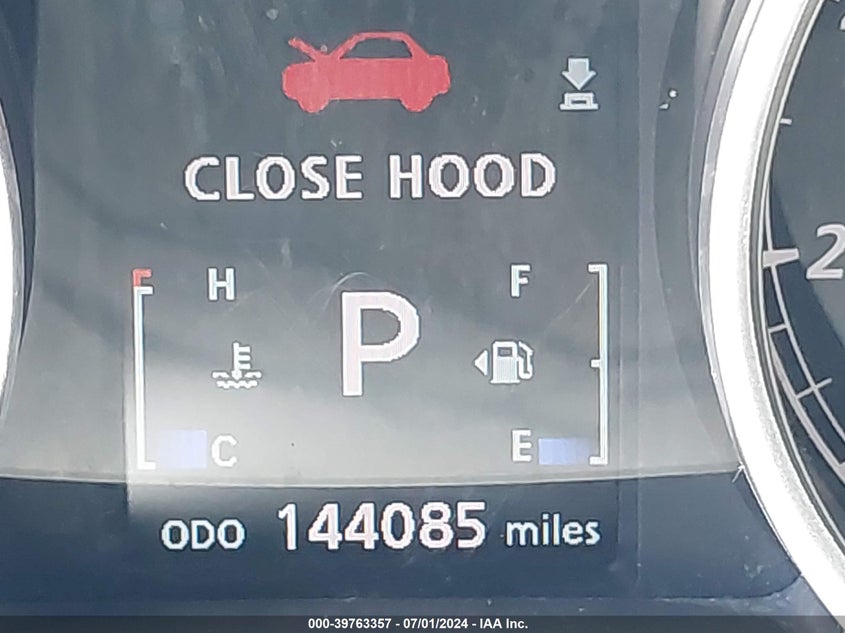 CLOSE HOOD
H F
P
C E
2
ODO 144085 miles
000-39763357 - 07/01/2024 - IAA Inc.